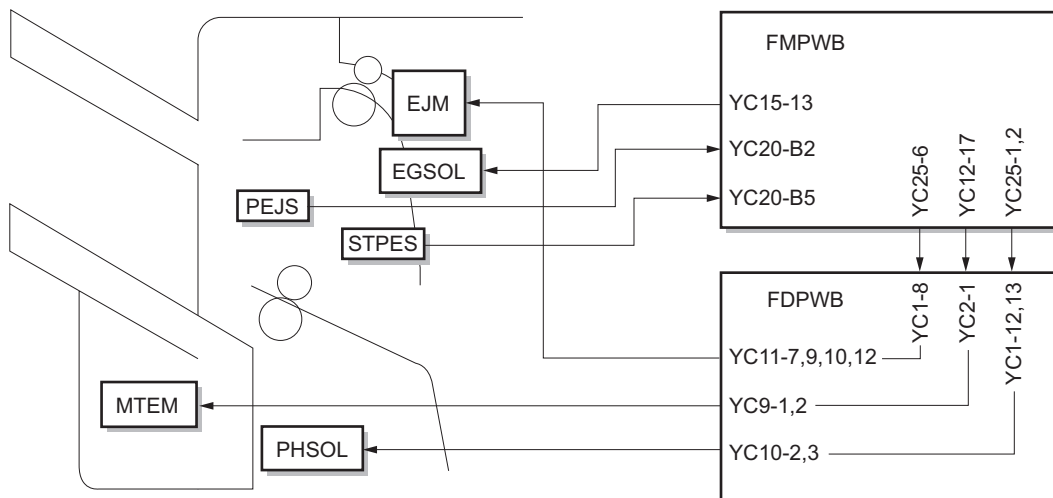 FMPWB
EJM
YC15-13
YC20-B2
EGSOL
YC20-B5
PEJS
STPES
YC25-6
YC12-17
YC25-1,2
FDPWB
YC1-8
YC2-1
YC1-12,13
YC11-7,9,10,12
MTEM
YC9-1,2
PHSOL
YC10-2,3